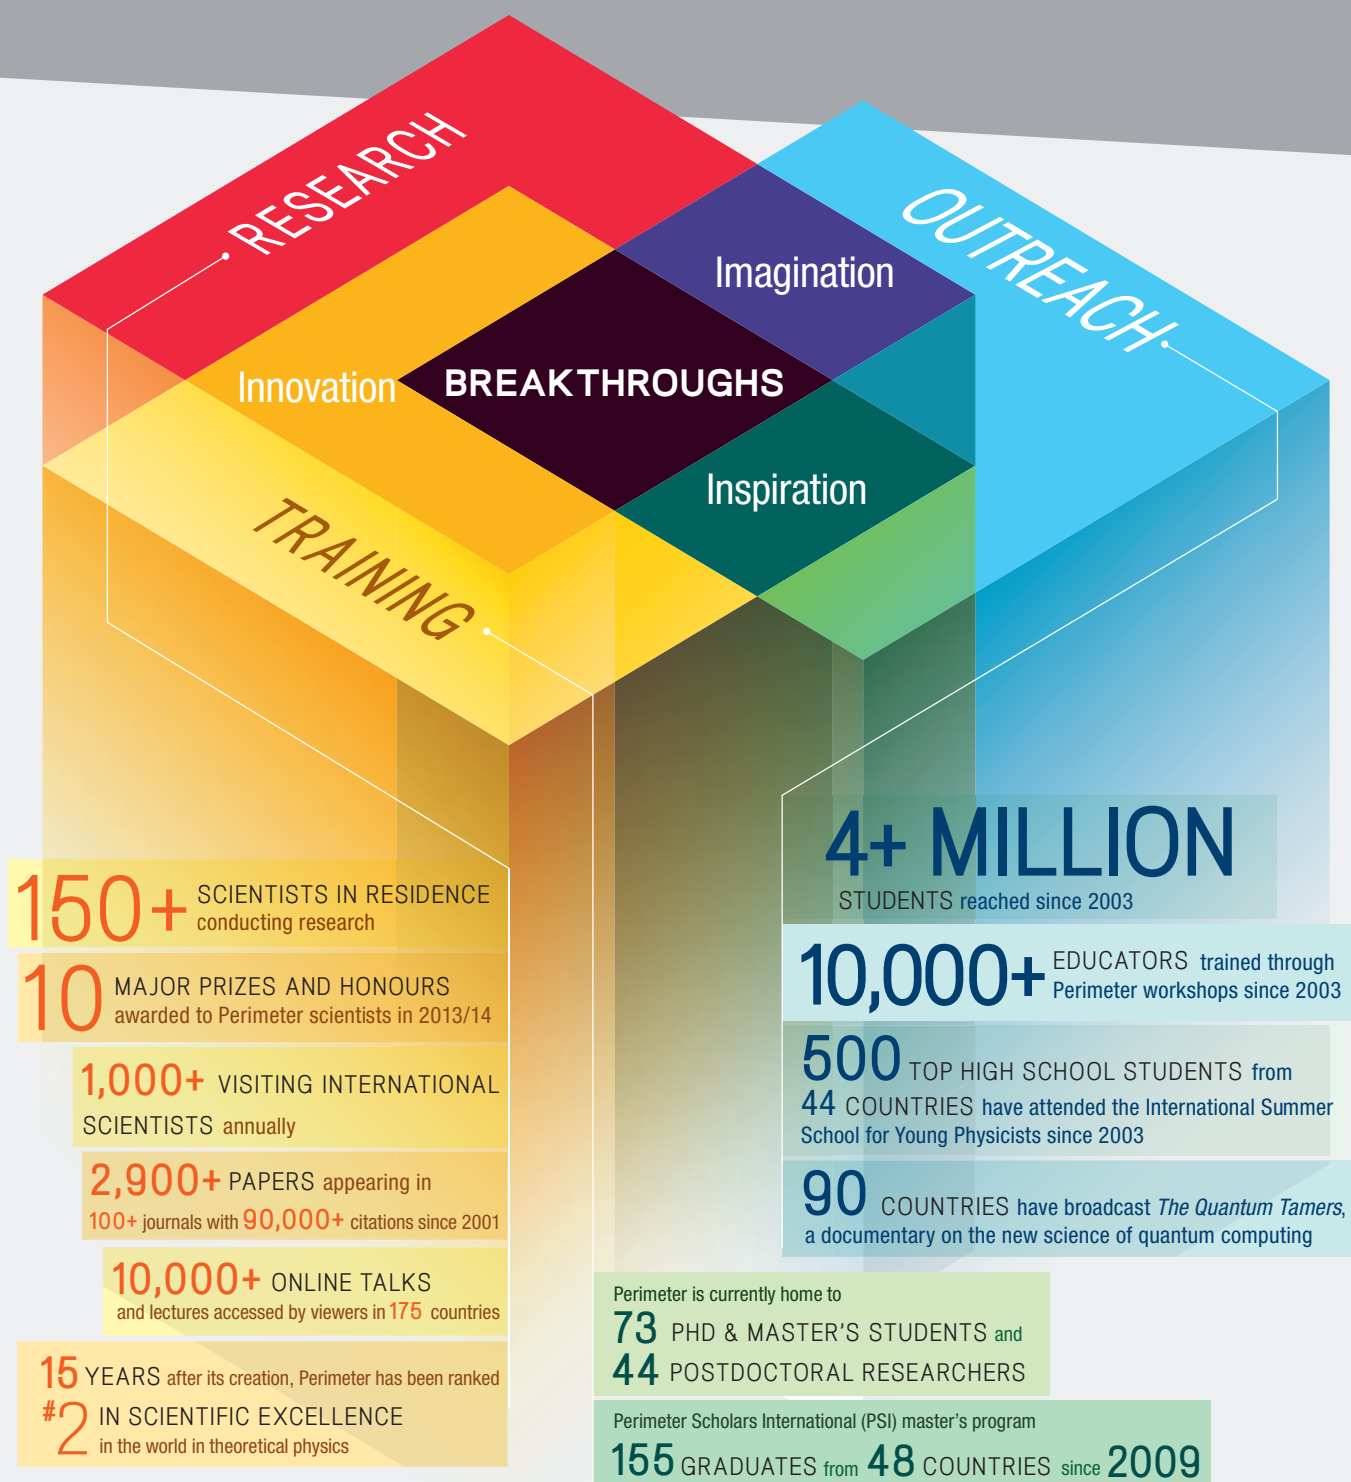 RESEARCH
OUTREACH
Imagination
Innovation
BREAKTHROUGHS
Inspiration
TRAINING
150+ SCIENTISTS IN RESIDENCE
conducting research
10 MAJOR PRIZES AND HONOURS
awarded to Perimeter scientists in 2013/14
1,000+ VISITING INTERNATIONAL
SCIENTISTS annually
2,900+ PAPERS appearing in
100+ journals with 90,000+ citations since 2001
10,000+ ONLINE TALKS
and lectures accessed by viewers in 175 countries
15 YEARS after its creation, Perimeter has been ranked
#2 IN SCIENTIFIC EXCELLENCE
in the world in theoretical physics
4+ MILLION
STUDENTS reached since 2003
10,000+ EDUCATORS trained through
Perimeter workshops since 2003
500 TOP HIGH SCHOOL STUDENTS from
44 COUNTRIES have attended the International Summer
School for Young Physicists since 2003
90 COUNTRIES have broadcast The Quantum Tamers,
a documentary on the new science of quantum computing
Perimeter is currently home to
73 PHD & MASTER'S STUDENTS and
44 POSTDOCTORAL RESEARCHERS
Perimeter Scholars International (PSI) master's program
155 GRADUATES from 48 COUNTRIES since 2009